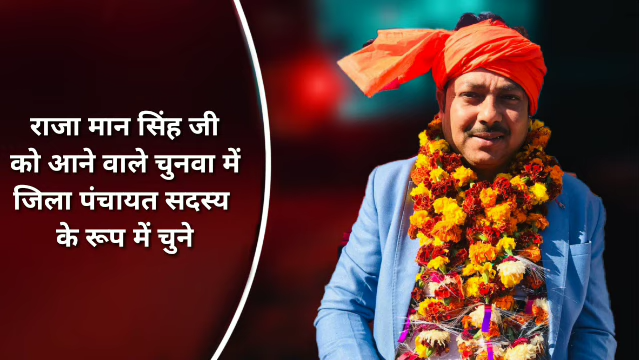 राजा मान सिंह जी
को आने वाले चुनवा में
जिला पंचायत सदस्य
के रूप में चुने